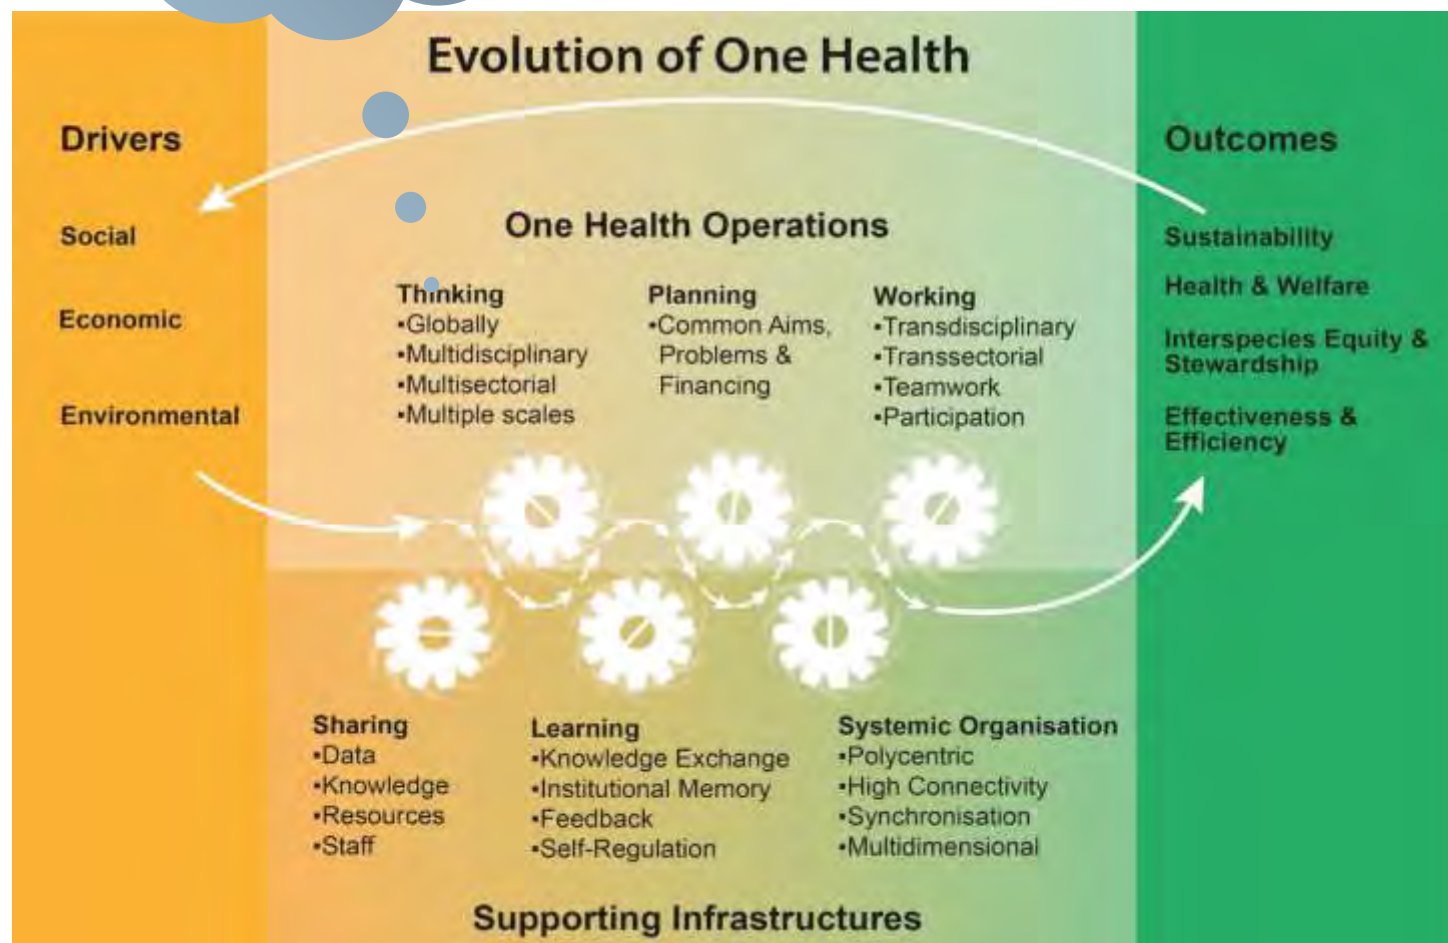 Evolution of One Health
Drivers
Social
Economic
Environmental
One Health Operations
Thinking
▪Globally
▪Multidisciplinary
▪Multisectorial
▪Multiple scales
Planning
▪Common Aims,
Problems &
Financing
Working
▪Transdisciplinary
▪Transsectorial
▪Teamwork
▪Participation
Outcomes
Sustainability
Health & Welfare
Interspecies Equity &
Stewardship
Effectiveness &
Efficiency
Sharing
▪Data
▪Knowledge
▪Resources
▪Staff
Learning
▪Knowledge Exchange
▪Institutional Memory
▪Feedback
▪Self-Regulation
Systemic Organisation
▪Polycentric
▪High Connectivity
▪Synchronisation
▪Multidimensional
Supporting Infrastructures